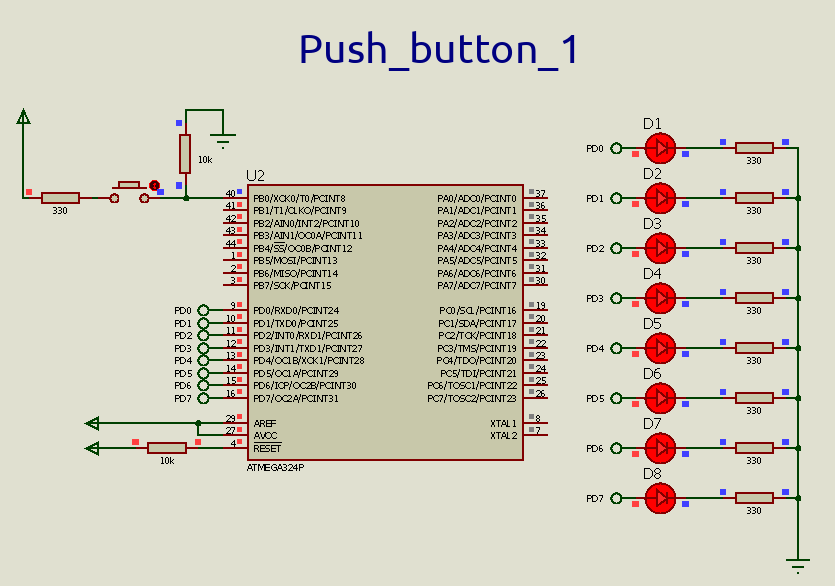 Push_button_1
330
10k
U2
40 PB0/XCK0/T0/PCINT8 PA0/ADC0/PCINT0 37
41 PB1/T1/CLKO/PCINT9 PA1/ADC1/PCINT1 36
42 PB2/AIN0/INT2/PCINT10 PA2/ADC2/PCINT2 35
43 PB3/AIN1/OC0A/PCINT11 PA3/ADC3/PCINT3 34
44 PB4/SS/OC0B/PCINT12 PA4/ADC4/PCINT4 33
1 PB5/MOSI/PCINT13 PA5/ADC5/PCINT5 32
2 PB6/MISO/PCINT14 PA6/ADC6/PCINT6 31
3 PB7/SCK/PCINT15 PA7/ADC7/PCINT7 30
PD0 9 PD0/RXD0/PCINT24 PC0/SCL/PCINT16 19
PD1 10 PD1/TXD0/PCINT25 PC1/SDA/PCINT17 20
PD2 11 PD2/INT0/RXD1/PCINT26 PC2/TCK/PCINT18 21
PD3 12 PD3/INT1/TXD1/PCINT27 PC3/TMS/PCINT19 22
PD4 13 PD4/OC1B/XCK1/PCINT28 PC4/TDO/PCINT20 23
PD5 14 PD5/OC1A/PCINT29 PC5/TDI/PCINT21 24
PD6 15 PD6/ICP/OC2B/PCINT30 PC6/TOSC1/PCINT22 25
PD7 16 PD7/OC2A/PCINT31 PC7/TOSC2/PCINT23 26
29 AREF XTAL1 8
27 AVCC XTAL2 7
4 RESET
10k
ATMEGA324P
D1
PD0
330
D2
PD1
330
D3
PD2
330
D4
PD3
330
D5
PD4
330
D6
PD5
330
D7
PD6
330
D8
PD7
330